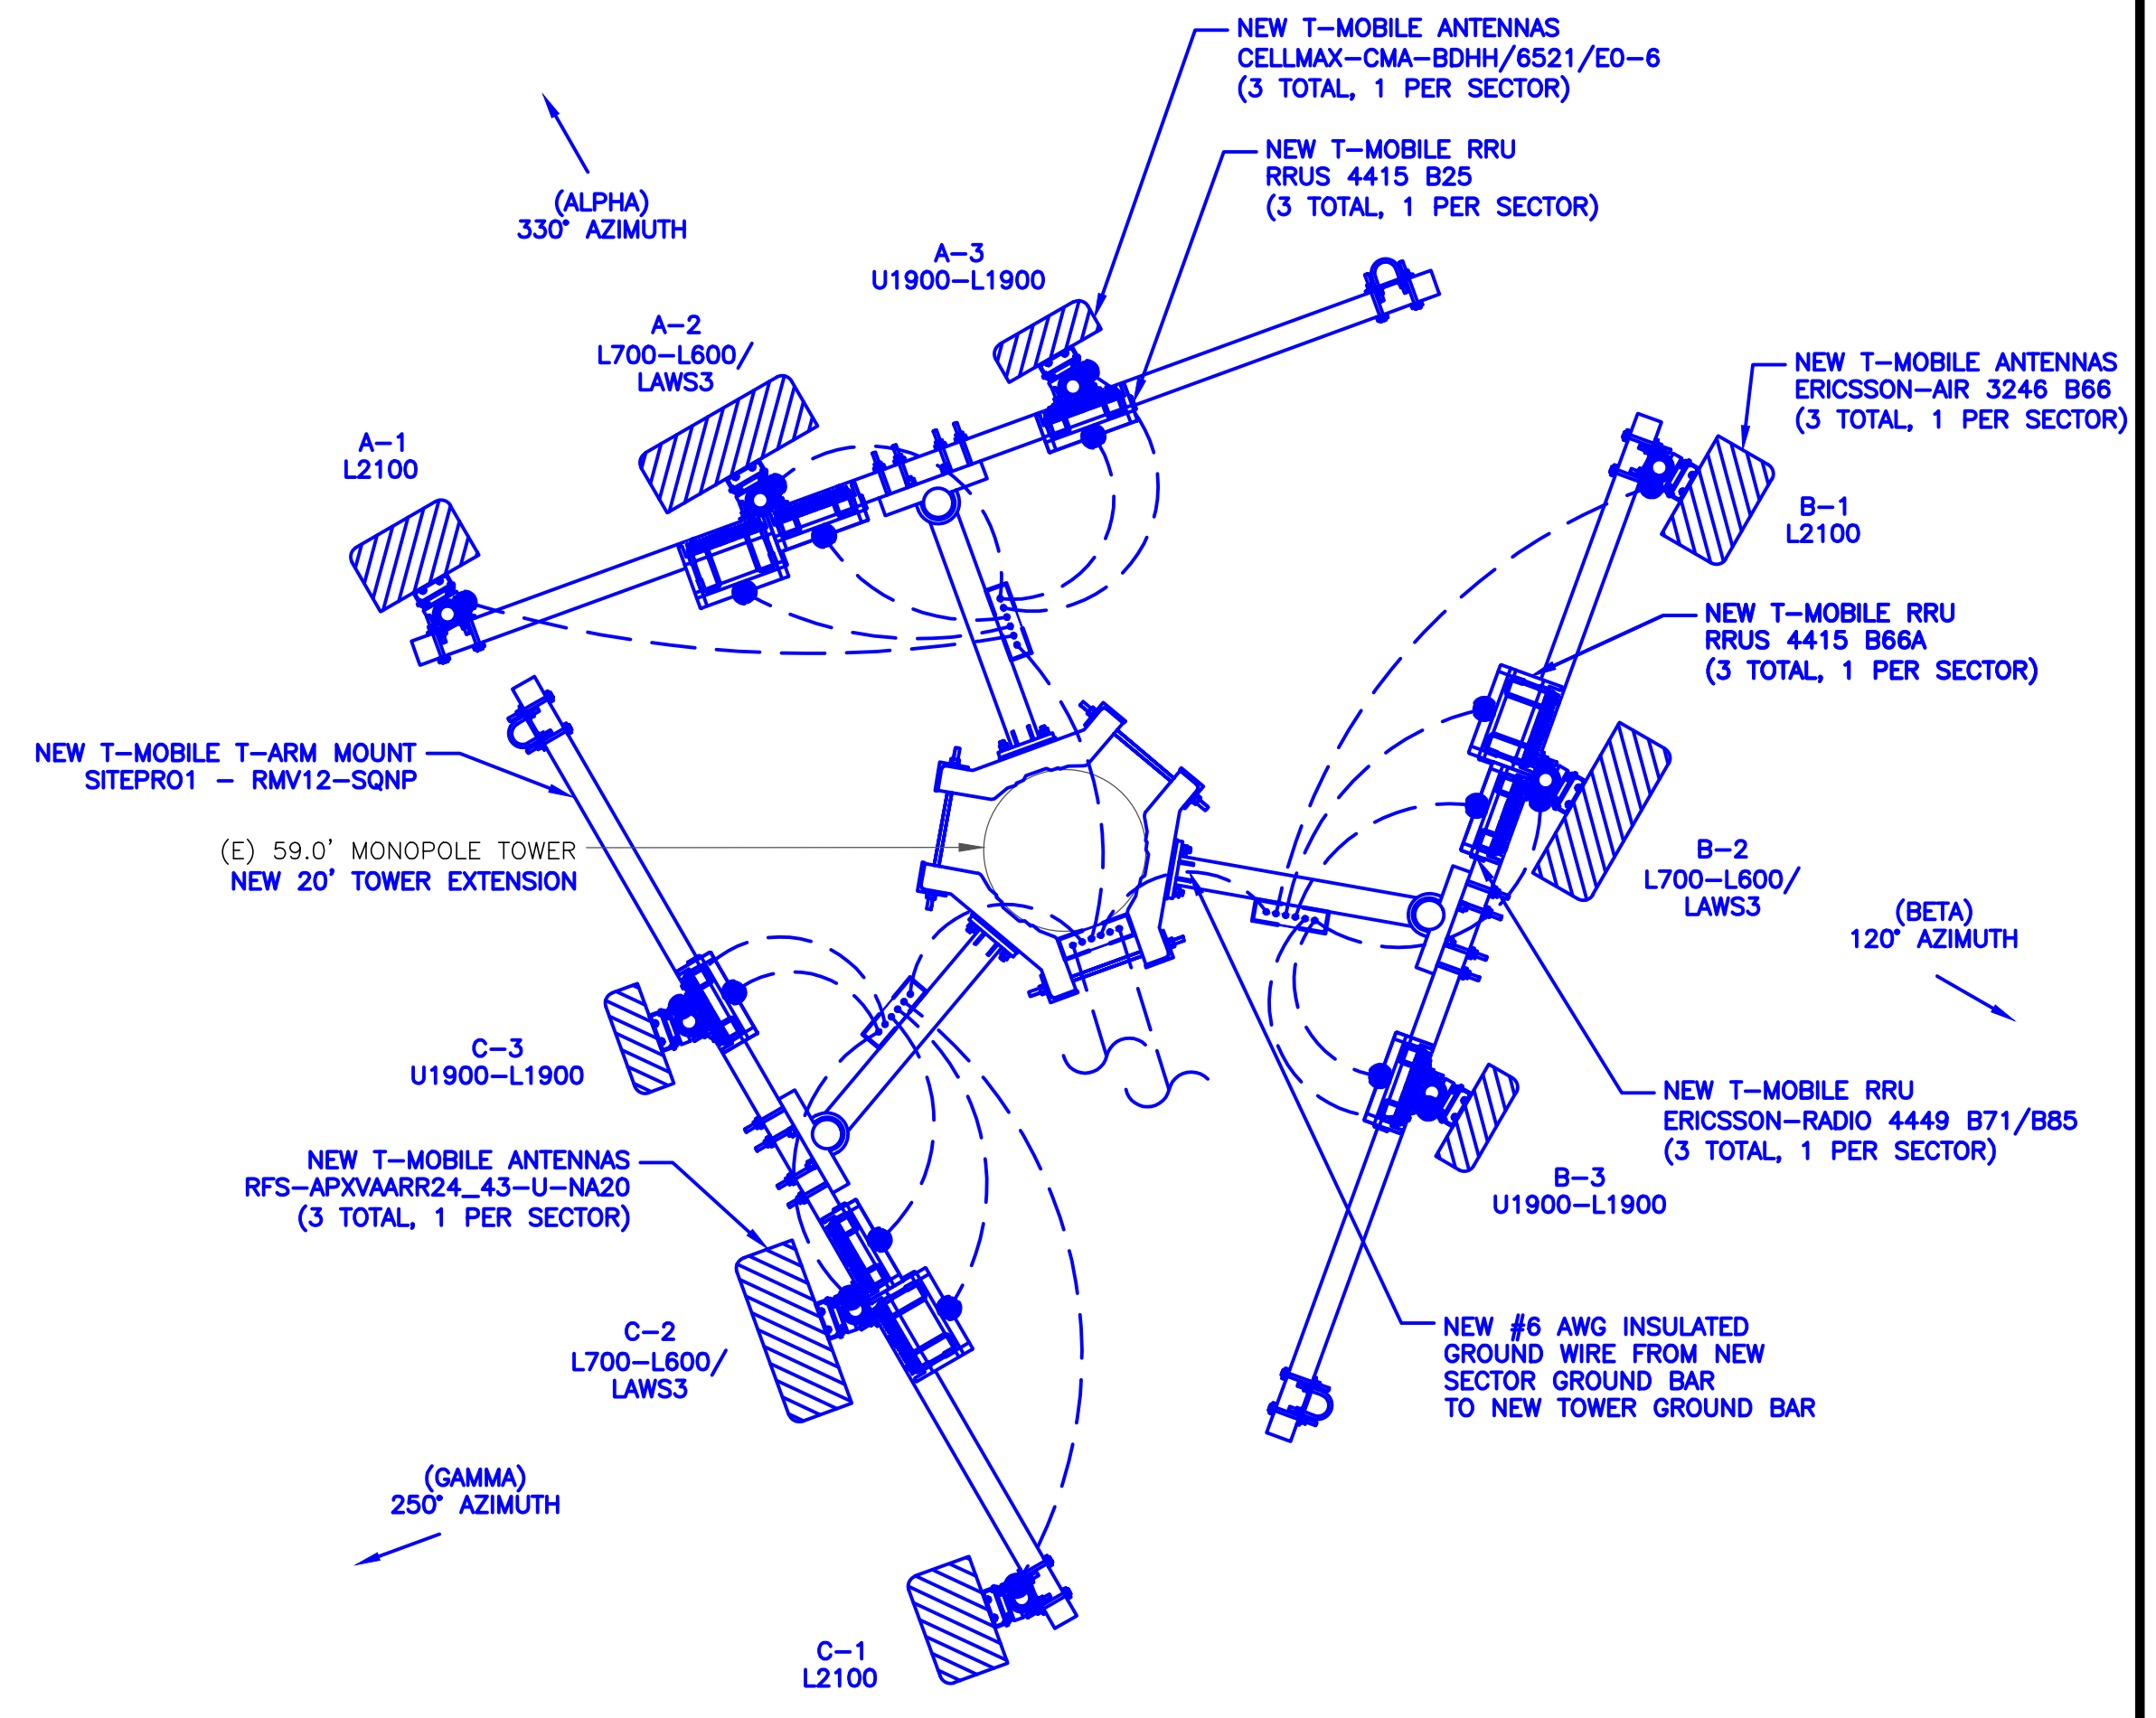 NEW T-MOBILE ANTENNAS
CELLMAX-CMA-BDHH/6521/E0-6
(3 TOTAL, 1 PER SECTOR)
NEW T-MOBILE RRU
RRUS 4415 B25
(3 TOTAL, 1 PER SECTOR)
(ALPHA)
330° AZIMUTH
A-3
U1900-L1900
A-2
L700-L600/
LAWS3
A-1
L2100
NEW T-MOBILE ANTENNAS
ERICSSON-AIR 3246 B66
(3 TOTAL, 1 PER SECTOR)
B-1
L2100
NEW T-MOBILE RRU
RRUS 4415 B66A
(3 TOTAL, 1 PER SECTOR)
NEW T-MOBILE T-ARM MOUNT
SITEPRO1 - RMV12-SQNP
(E) 59.0' MONOPOLE TOWER
NEW 20' TOWER EXTENSION
B-2
L700-L600/
LAWS3
(BETA)
120° AZIMUTH
C-3
U1900-L1900
NEW T-MOBILE RRU
ERICSSON-RADIO 4449 B71/B85
(3 TOTAL, 1 PER SECTOR)
NEW T-MOBILE ANTENNAS
RFS-APXVAARR24_43-U-NA20
(3 TOTAL, 1 PER SECTOR)
B-3
U1900-L1900
C-2
L700-L600/
LAWS3
NEW #6 AWG INSULATED
GROUND WIRE FROM NEW
SECTOR GROUND BAR
TO NEW TOWER GROUND BAR
(GAMMA)
250° AZIMUTH
C-1
L2100